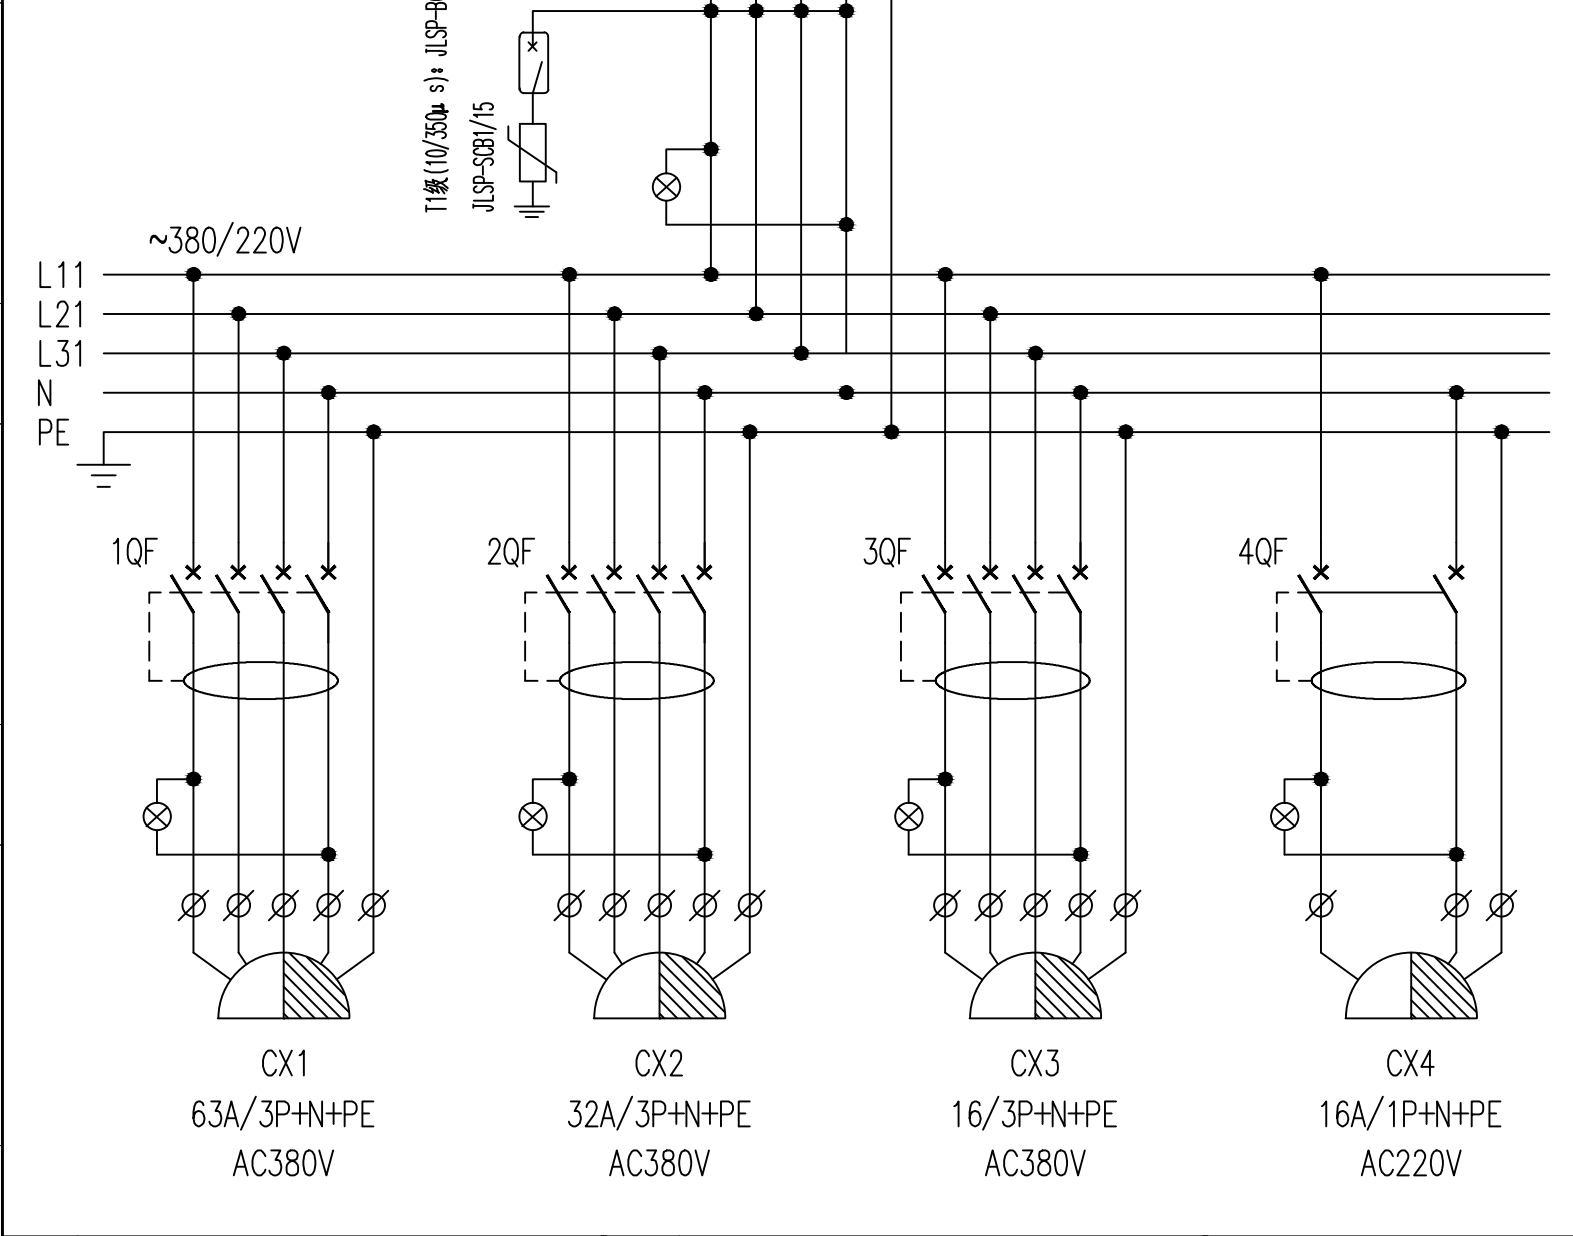 T1级(10/350μ s): JLSP-B
JLSP-SCB1/15
~380/220V
L11
L21
L31
N
PE
1QF
2QF
3QF
4QF
CX1
63A/3P+N+PE
AC380V
CX2
32A/3P+N+PE
AC380V
CX3
16/3P+N+PE
AC380V
CX4
16A/1P+N+PE
AC220V